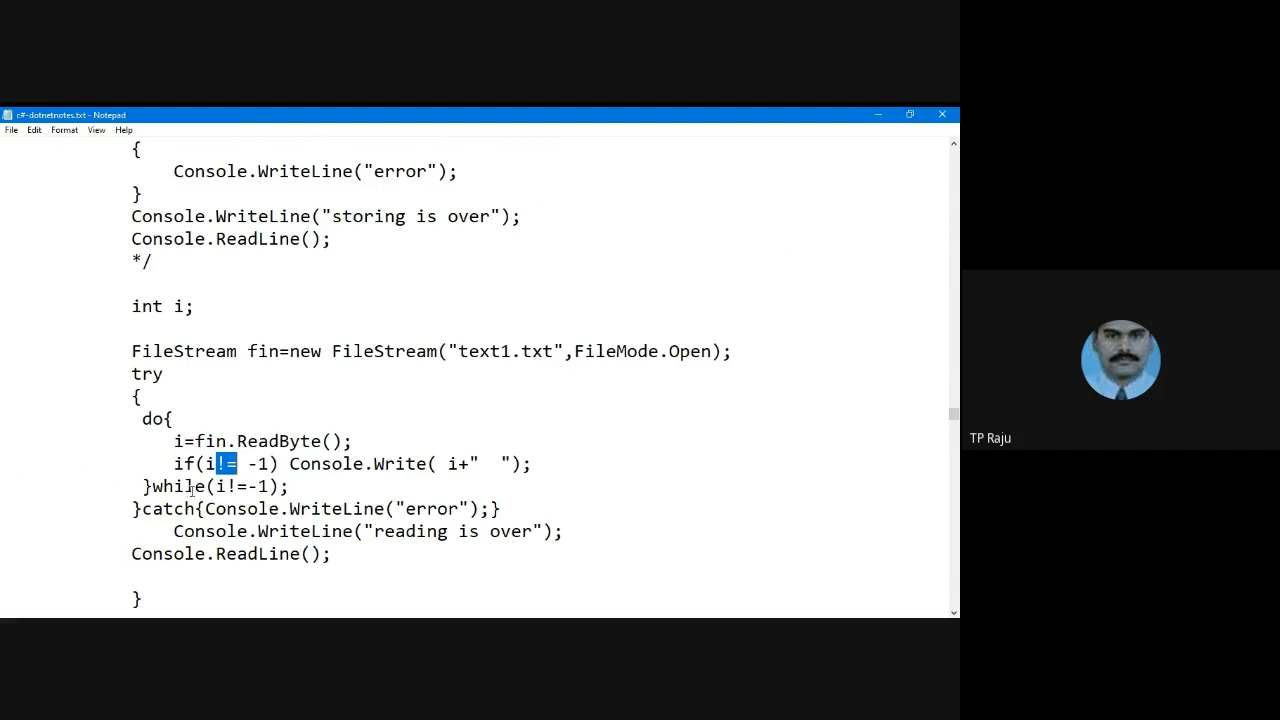 c#-dotnetnotes.txt - Notepad
File Edit Format View Help
{
Console.WriteLine("error");
}
Console.WriteLine("storing is over");
Console.ReadLine();
*/
int i;
FileStream fin=new FileStream("text1.txt",FileMode.Open);
try
{
do{
i=fin.ReadByte();
if(i!= -1) Console.Write( i+"  ");
}while(i!=-1);
}catch{Console.WriteLine("error");}
Console.WriteLine("reading is over");
Console.ReadLine();
}
TP Raju